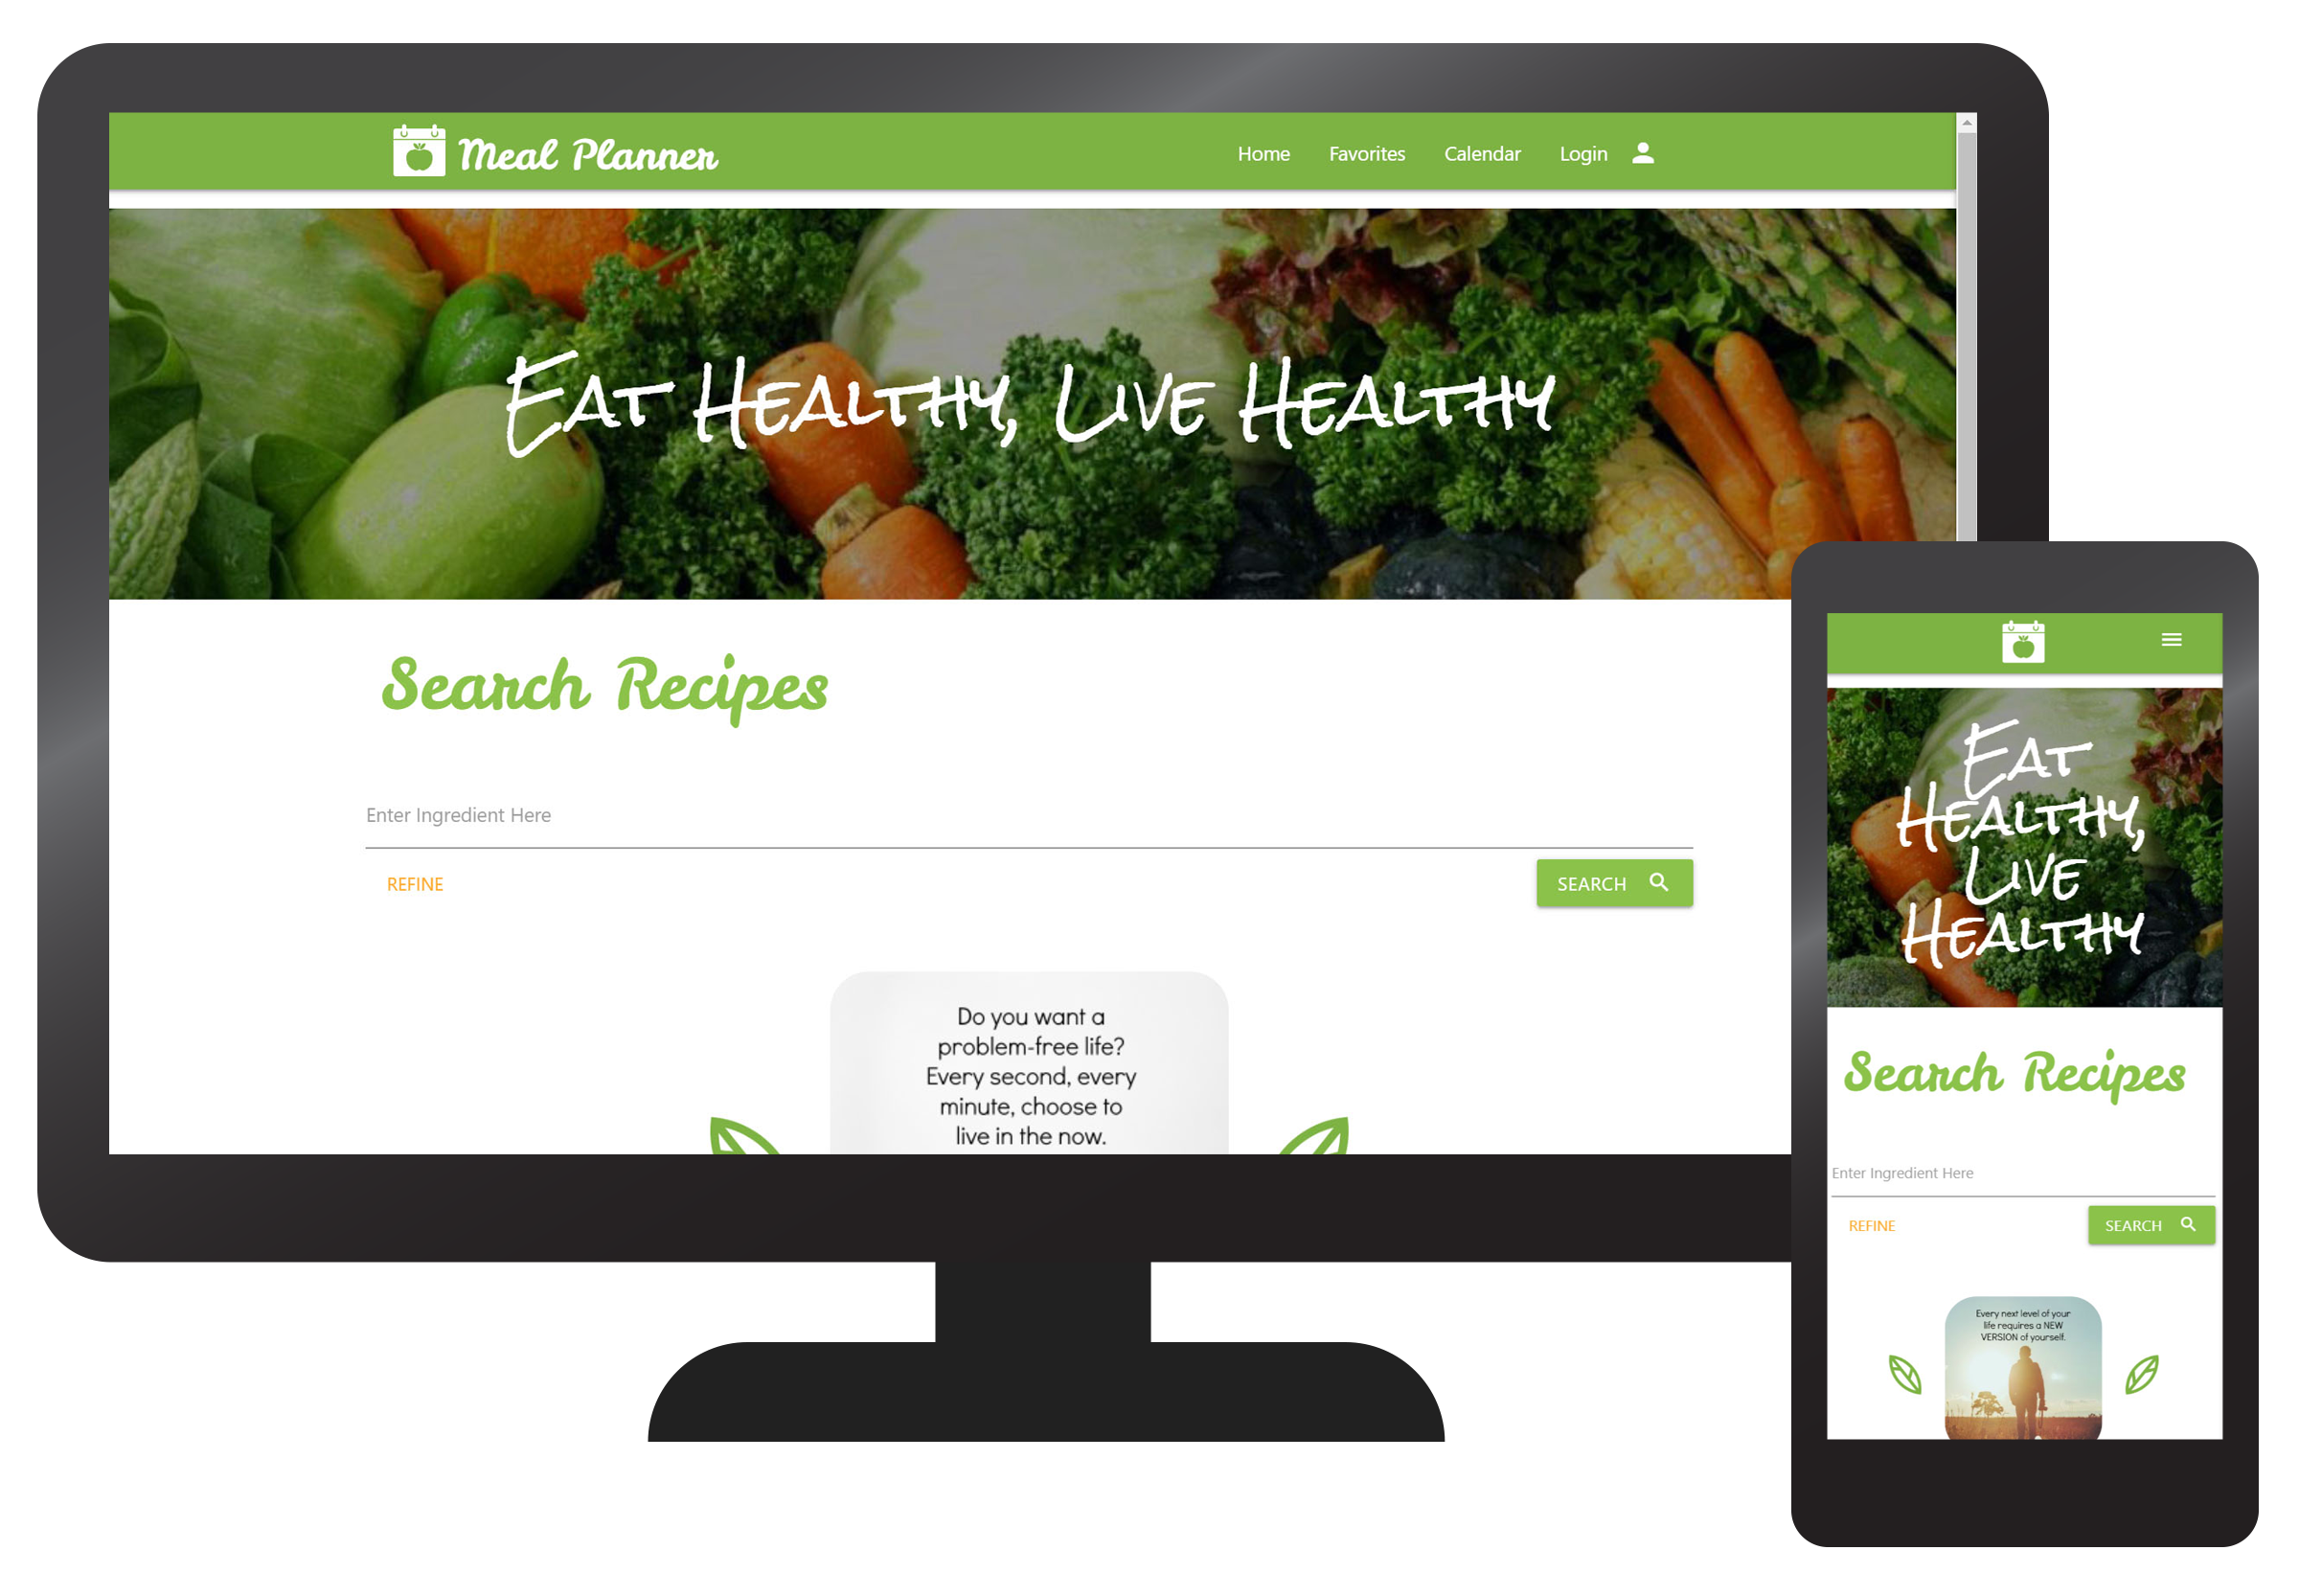 Meal Planner
Home Favorites Calendar Login
Eat Healthy, Live Healthy
Search Recipes
Enter Ingredient Here
REFINE
SEARCH
Do you want a
problem-free life?
Every second, every
minute, choose to
live in the now.
Eat
Healthy,
Live
Healthy
Search Recipes
Enter Ingredient Here
REFINE
SEARCH
Every next level of your
life requires a NEW
VERSION of yourself.